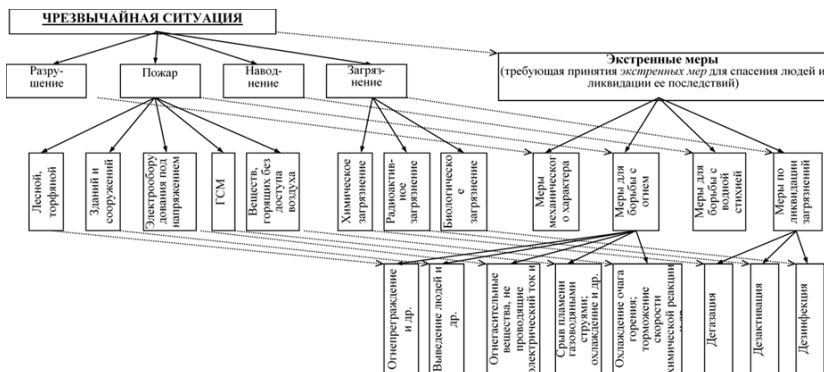 ЧРЕЗВЫЧАЙНАЯ СИТУАЦИЯ
Экстренные меры
(требующая принятия экстренных мер для спасения людей и
ликвидации ее последствий)
Разру-
шение
Пожар
Навод-
нение
Загряз-
нение
Лесной,
торфяной
Зданий и
сооружений
Электрообору
дования под
напряжением
ГСМ
Веществ,
горящих без
доступа
воздуха
Химическое
загрязнение
Радиоактив-
ное
загрязнение
Биологическо
е
загрязнение
Меры
механическог
о характера
Меры для
борьбы с
огнем
Меры для
борьбы с
водной
стихией
Меры по
ликвидации
загрязнений
Огнепреграждение
и др.
Выведение людей и
др.
Огнегасительные
вещества, не
проводящие
электрический ток и
Срыв пламени
газоводяными
струями;
охлаждение и др.
Охлаждение очага
горения;
торможение
скорости
химической реакции
Дегазация
Дезактивация
Дезинфекция